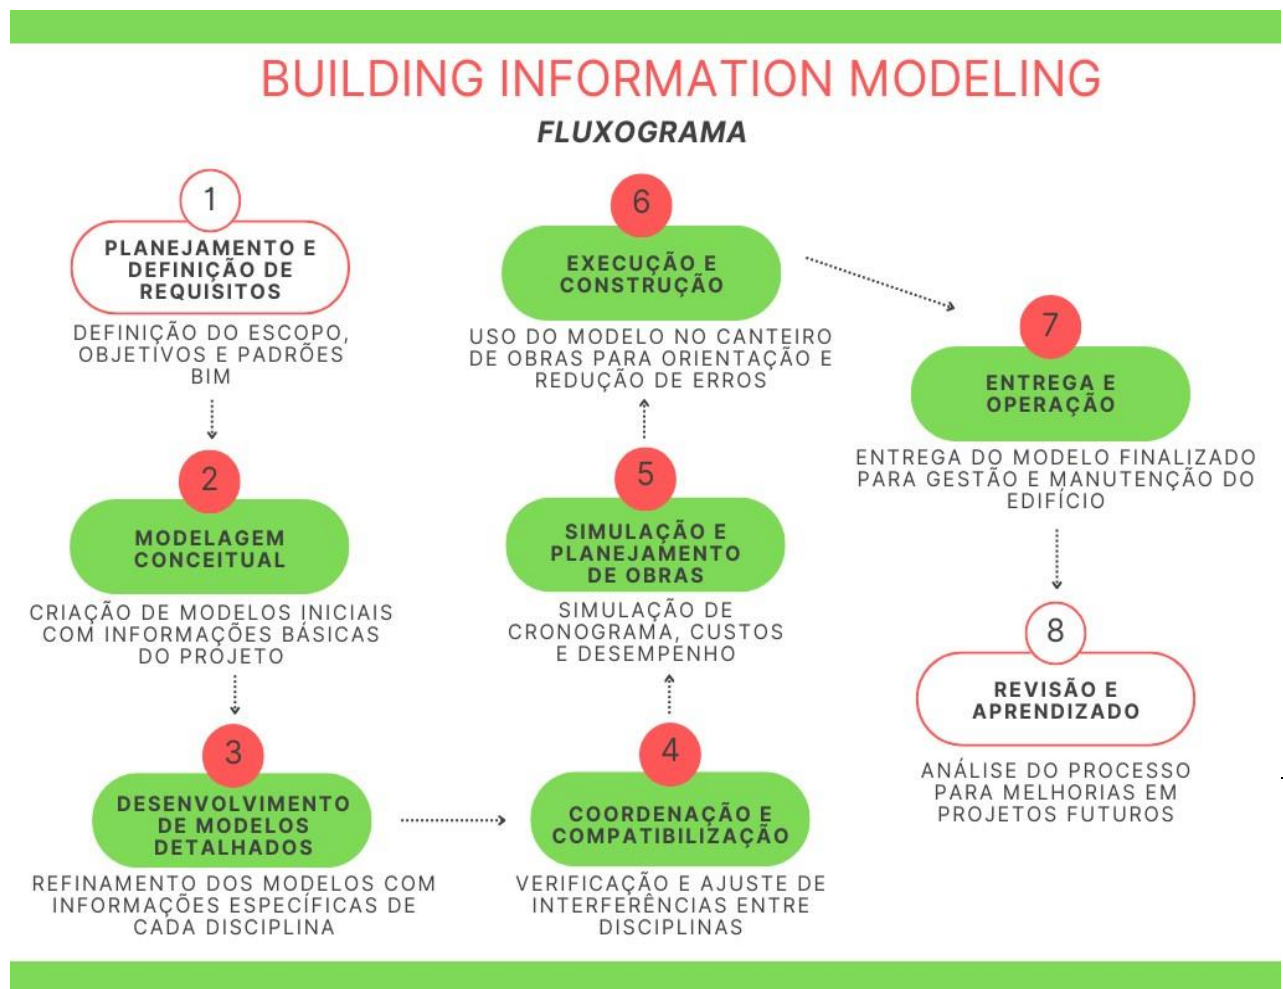 BUILDING INFORMATION MODELING
FLUXOGRAMA
1
PLANEJAMENTO E
DEFINIÇÃO DE
REQUISITOS
DEFINIÇÃO DO ESCOPO,
OBJETIVOS E PADRÕES
BIM
2
MODELAGEM
CONCEITUAL
CRIAÇÃO DE MODELOS INICIAIS
COM INFORMAÇÕES BÁSICAS
DO PROJETO
3
DESENVOLVIMENTO
DE MODELOS
DETALHADOS
REFINAMENTO DOS MODELOS COM
INFORMAÇÕES ESPECÍFICAS DE
CADA DISCIPLINA
4
COORDENAÇÃO E
COMPATIBILIZAÇÃO
VERIFICAÇÃO E AJUSTE DE
INTERFERÊNCIAS ENTRE
DISCIPLINAS
5
SIMULAÇÃO E
PLANEJAMENTO
DE OBRAS
SIMULAÇÃO DE
CRONOGRAMA, CUSTOS
E DESEMPENHO
6
EXECUÇÃO E
CONSTRUÇÃO
USO DO MODELO NO CANTEIRO
DE OBRAS PARA ORIENTAÇÃO E
REDUÇÃO DE ERROS
7
ENTREGA E
OPERAÇÃO
ENTREGA DO MODELO FINALIZADO
PARA GESTÃO E MANUTENÇÃO DO
EDIFÍCIO
8
REVISÃO E
APRENDIZADO
ANÁLISE DO PROCESSO
PARA MELHORIAS EM
PROJETOS FUTUROS